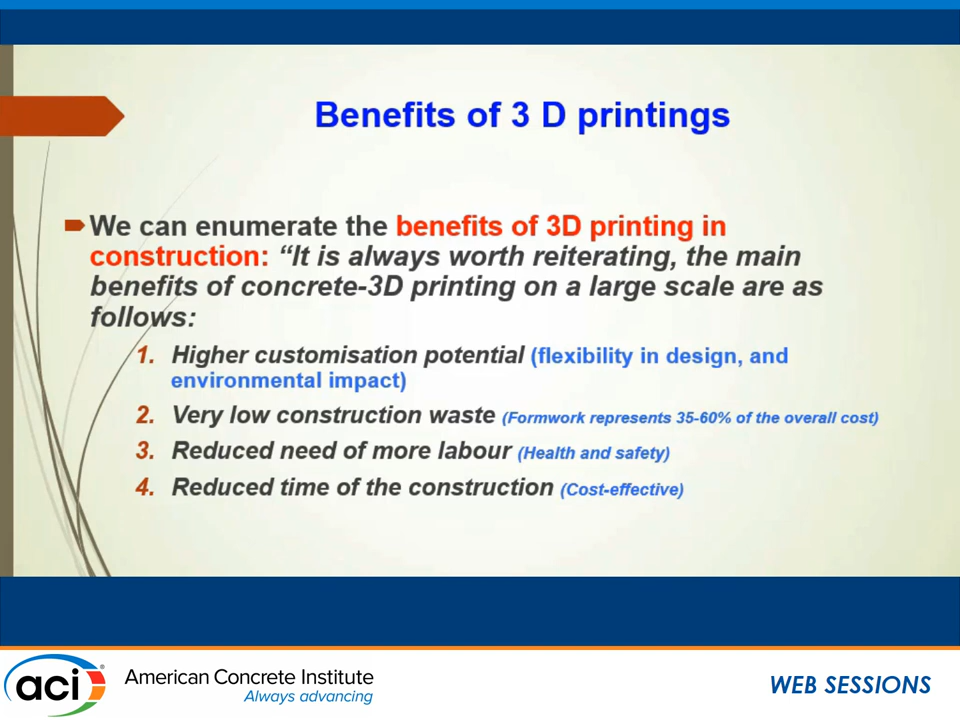 Benefits of 3 D printings
We can enumerate the benefits of 3D printing in
construction: “It is always worth reiterating, the main
benefits of concrete-3D printing on a large scale are as
follows:
1. Higher customisation potential (flexibility in design, and
environmental impact)
2. Very low construction waste (Formwork represents 35-60% of the overall cost)
3. Reduced need of more labour (Health and safety)
4. Reduced time of the construction (Cost-effective)
aci®
American Concrete Institute
Always advancing
WEB SESSIONS